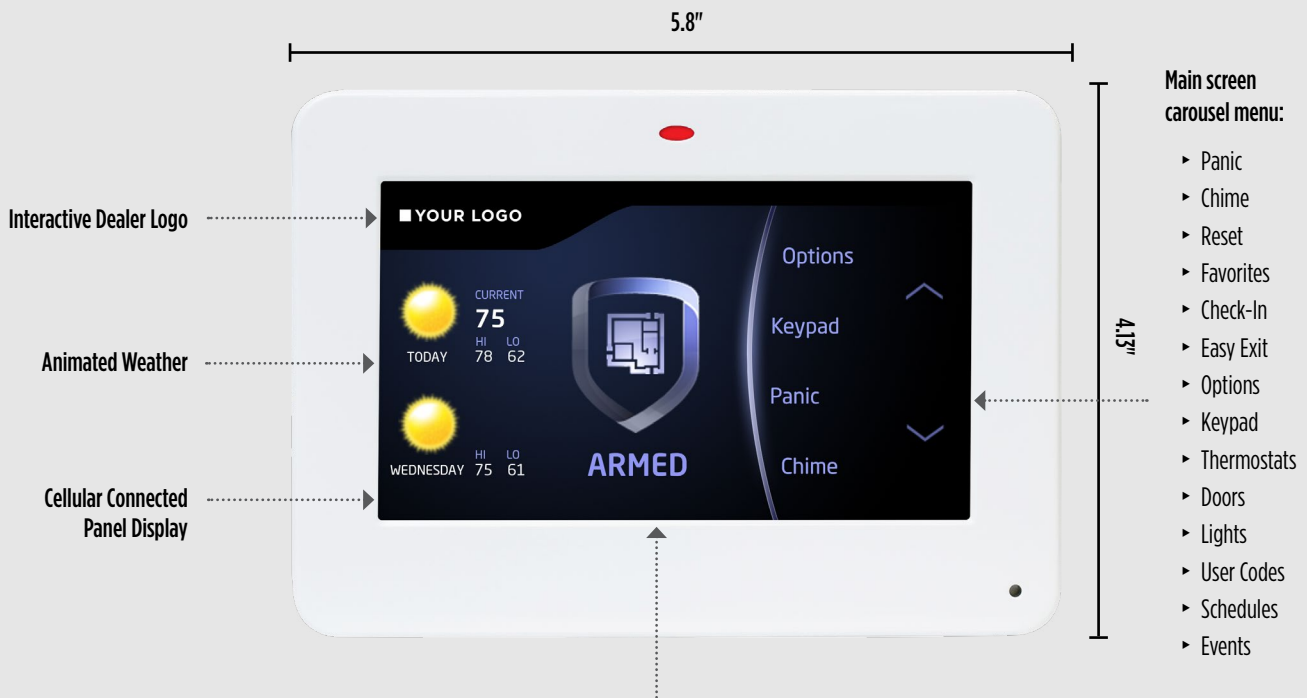 5.8"
Main screen
carousel menu:
▸ Panic
▸ Chime
▸ Reset
▸ Favorites
▸ Check-In
▸ Easy Exit
▸ Options
▸ Keypad
▸ Thermostats
▸ Doors
▸ Lights
▸ User Codes
▸ Schedules
▸ Events
4.13"
Interactive Dealer Logo
Animated Weather
Cellular Connected
Panel Display
YOUR LOGO
CURRENT
75
HI LO
78 62
TODAY
HI LO
WEDNESDAY 75 61
ARMED
Options
Keypad
Panic
Chime